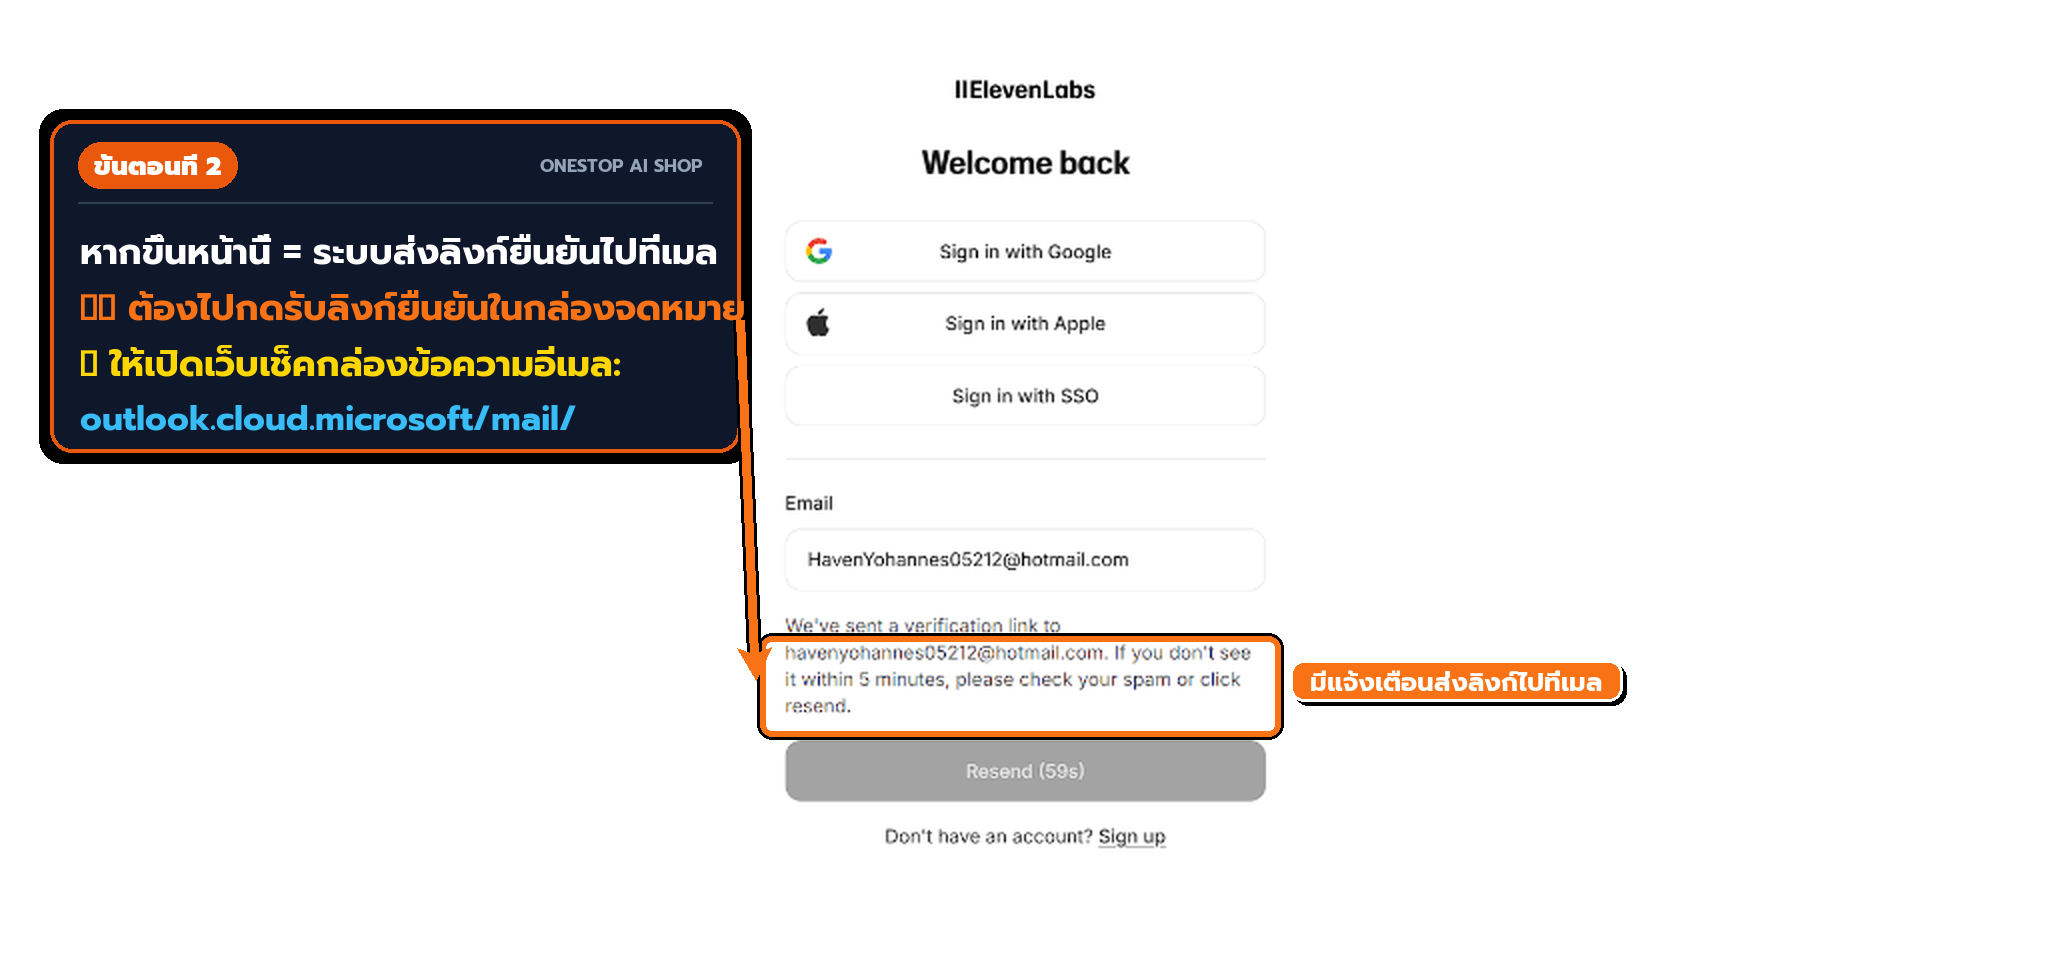 ขั้นตอนที่ 2
ONESTOP AI SHOP
หากขึ้นหน้านี้ = ระบบส่งลิงก์ยืนยันไปที่เมล
ต้องไปกดรับลิงก์ยืนยันในกล่องจดหมาย
ให้เปิดเว็บเช็คกล่องข้อความอีเมล:
outlook.cloud.microsoft/mail/
IIElevenLabs
Welcome back
Sign in with Google
Sign in with Apple
Sign in with SSO
Email
HavenYohannes05212@hotmail.com
We've sent a verification link to
havenyohannes05212@hotmail.com. If you don't see
it within 5 minutes, please check your spam or click
resend.
มีแจ้งเตือนส่งลิงก์ไปที่เมล
Resend (59s)
Don't have an account? Sign up